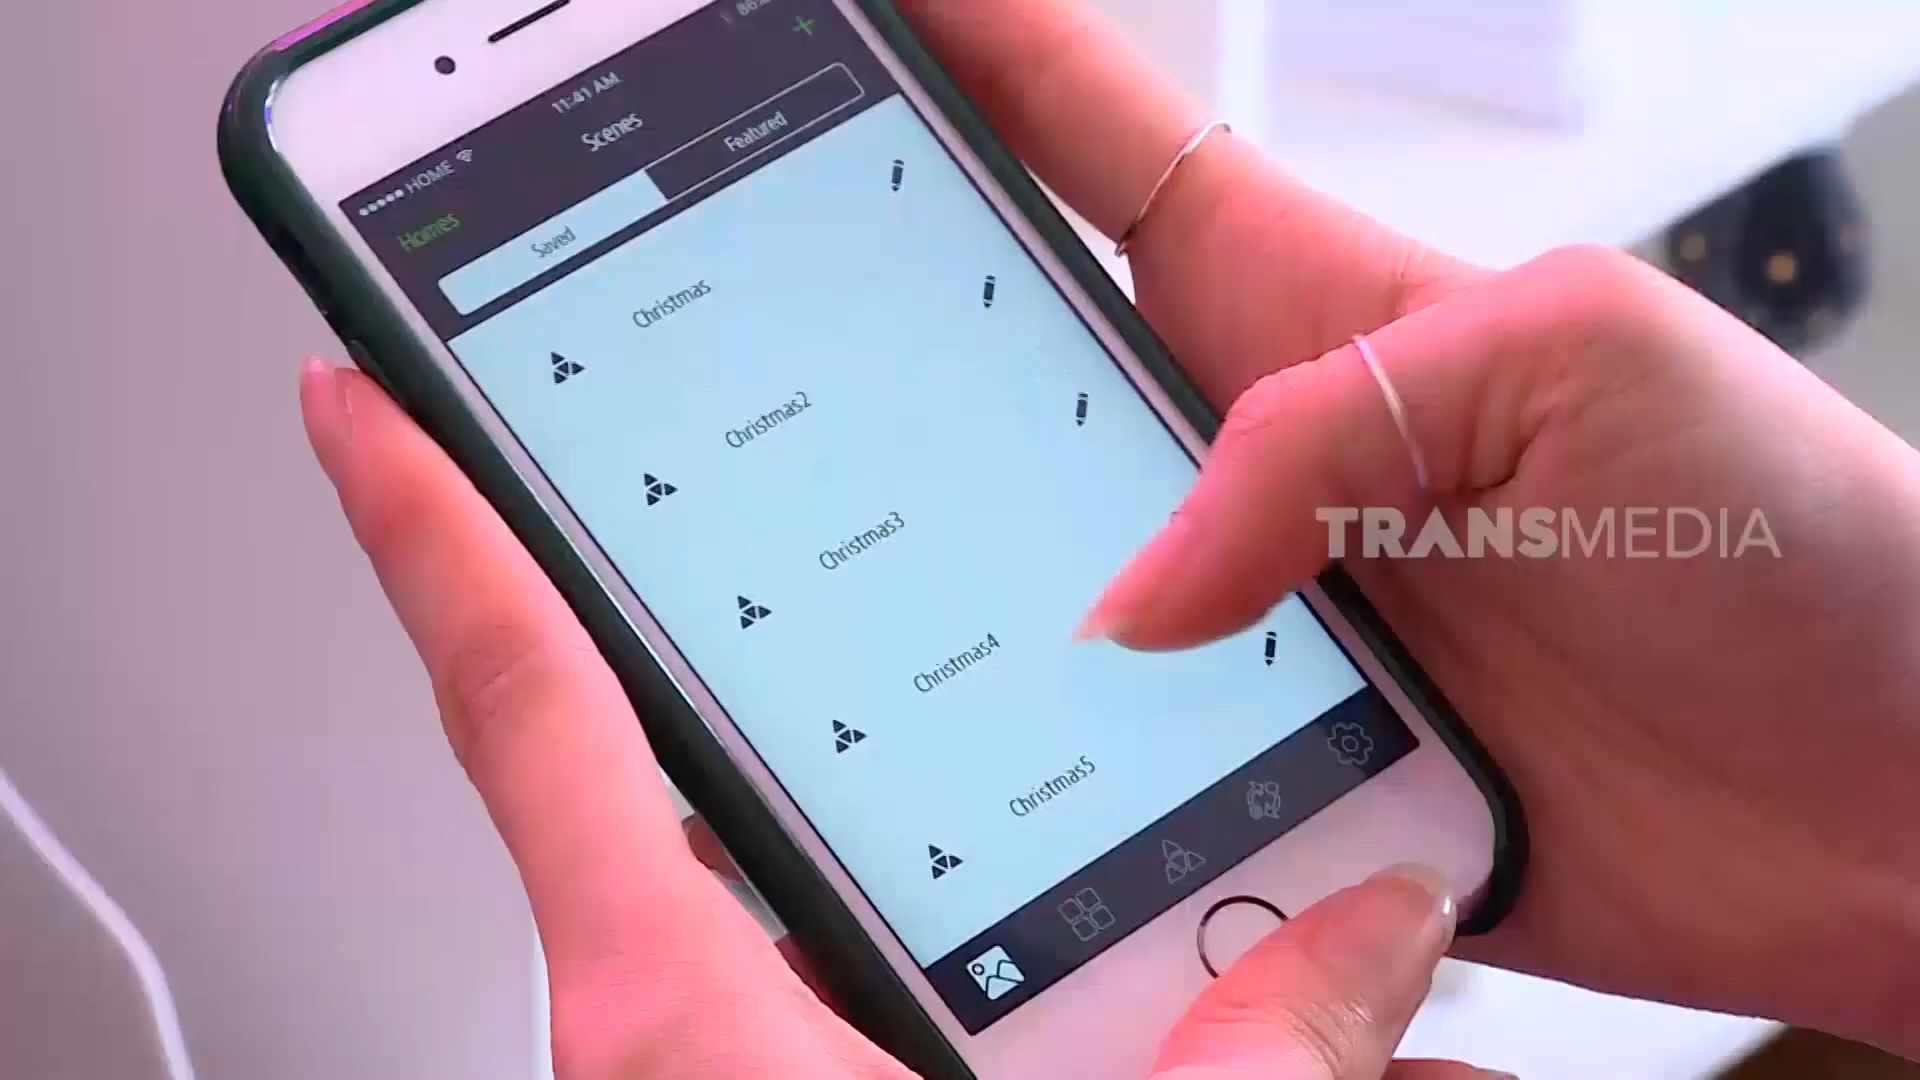 HOME 11:41 AM
Homes Scenes +
Saved Featured
Christmas
Christmas2
Christmas3
Christmas4
Christmas5
TRANSMEDIA